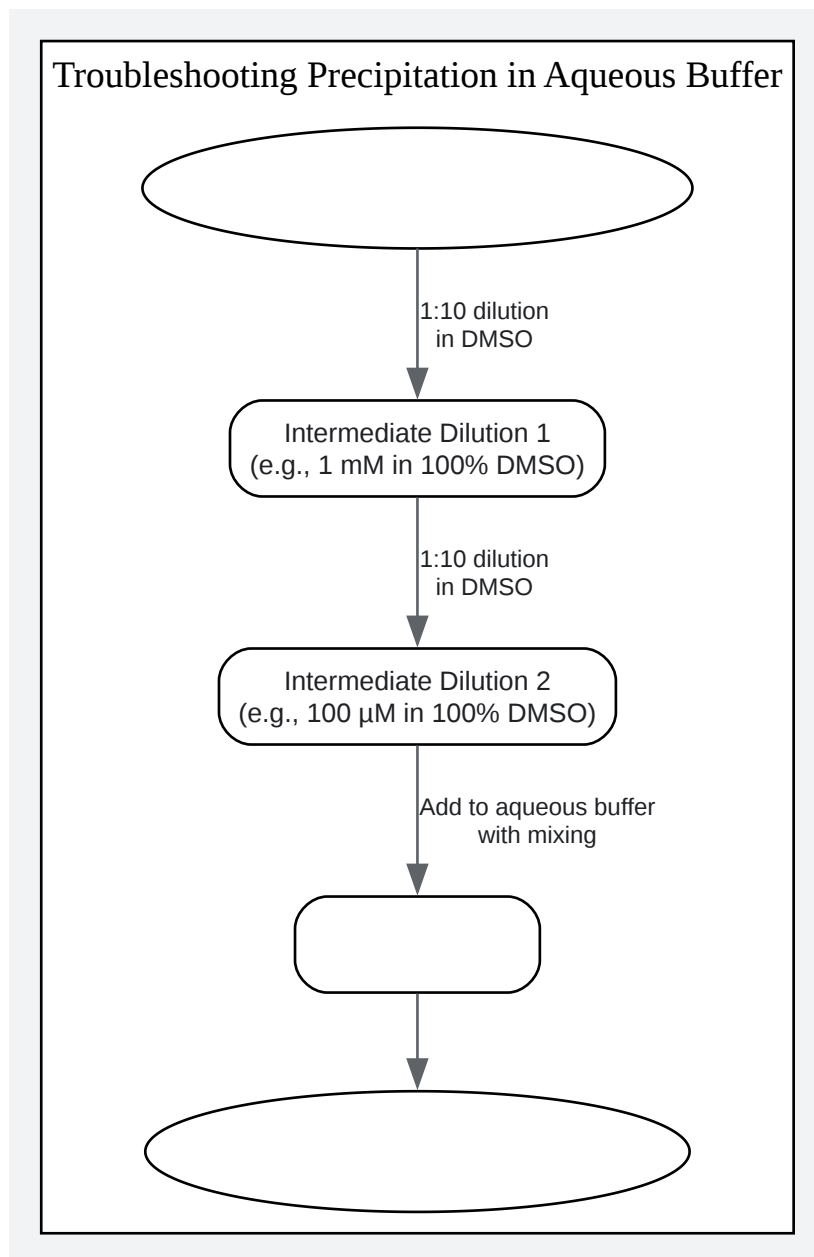 Troubleshooting Precipitation in Aqueous Buffer
1:10 dilution
in DMSO
Intermediate Dilution 1
(e.g., 1 mM in 100% DMSO)
1:10 dilution
in DMSO
Intermediate Dilution 2
(e.g., 100 µM in 100% DMSO)
Add to aqueous buffer
with mixing